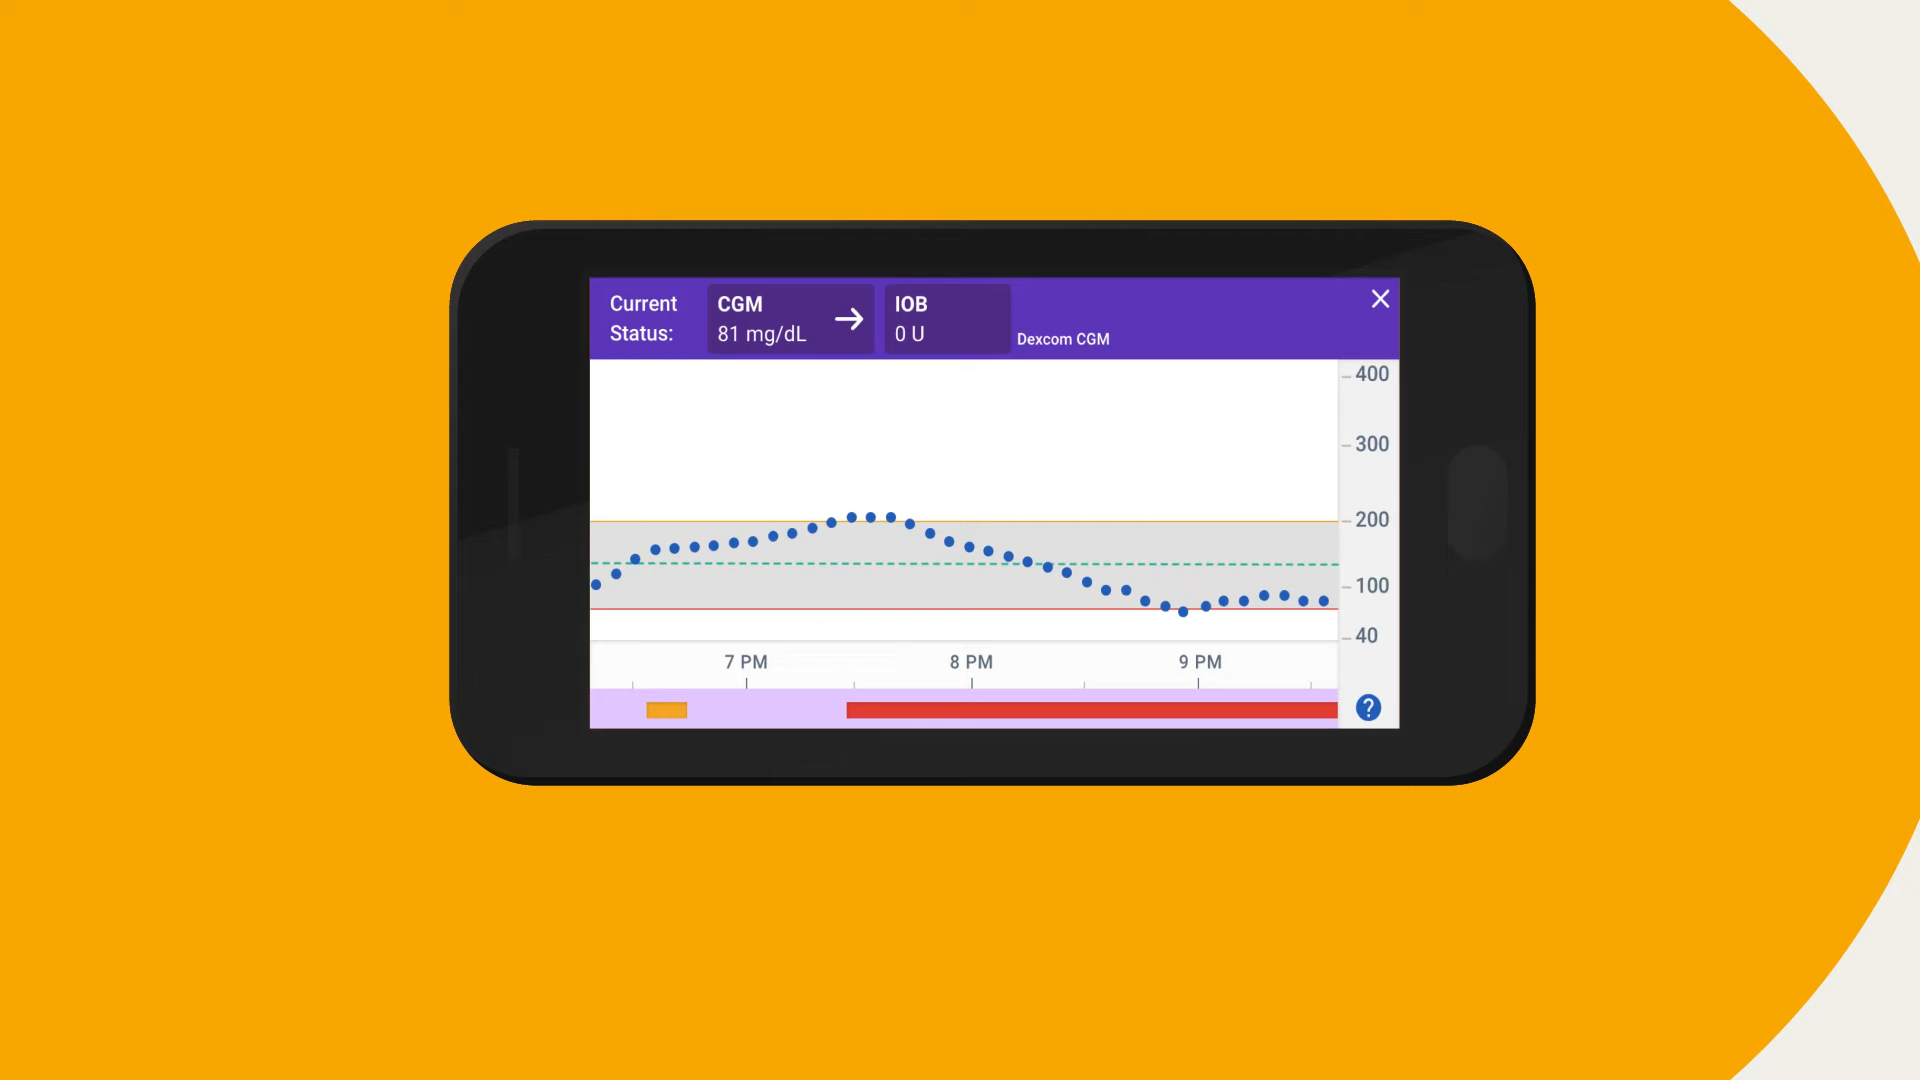 Current
Status:
CGM
81 mg/dL
IOB
0 U
Dexcom CGM
400
300
200
100
40
7 PM
8 PM
9 PM
?